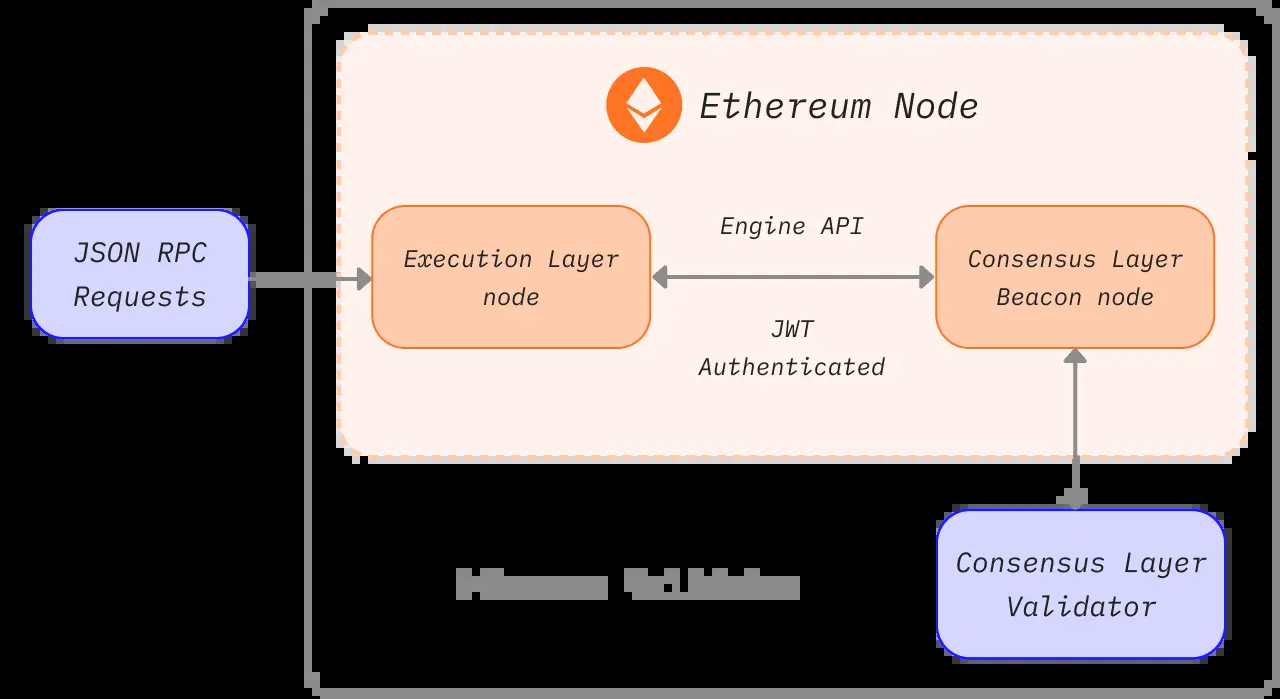 Ethereum Node
JSON RPC
Requests
Execution Layer
node
Engine API
JWT
Authenticated
Consensus Layer
Beacon node
Consensus Layer
Validator